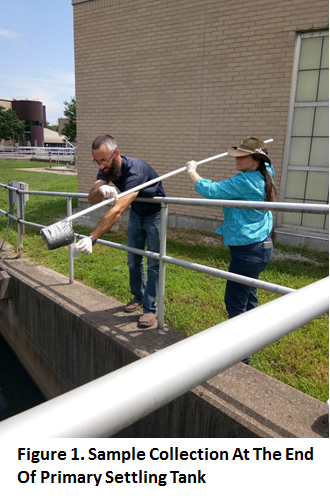 Figure 1. Sample Collection At The End
Of Primary Settling Tank